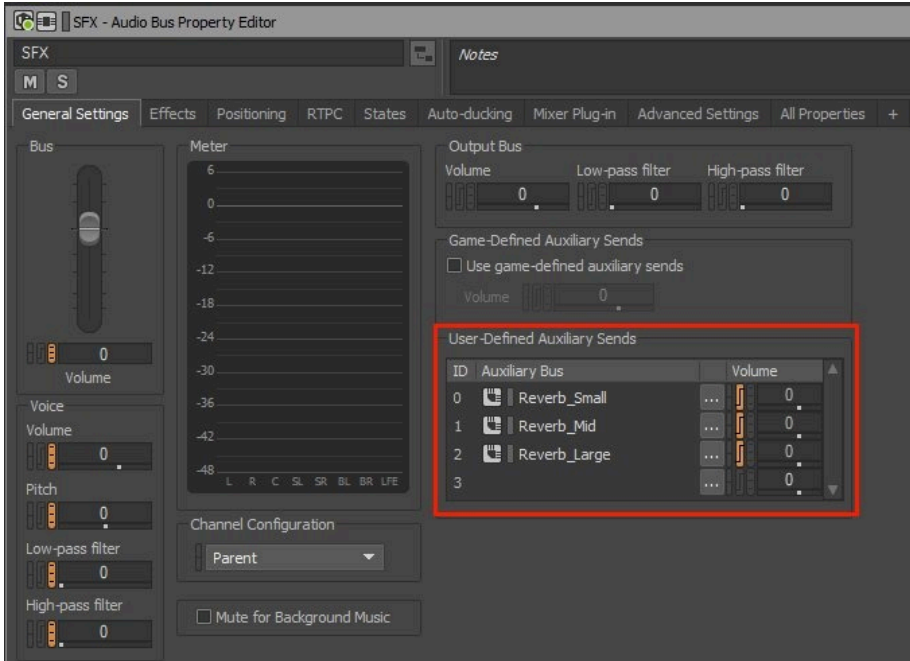 SFX - Audio Bus Property Editor
SFX
Notes
M S
General Settings Effects Positioning RTPC States Auto-ducking Mixer Plug-in Advanced Settings All Properties +
Bus
0
Volume
Voice
Volume
0
Pitch
0
Low-pass filter
0
High-pass filter
0
Meter
6
0
-6
-12
-18
-24
-30
-36
-42
-48
L R C SL SR BL BR LFE
Channel Configuration
Parent
Mute for Background Music
Output Bus
Volume Low-pass filter High-pass filter
0 0 0
Game-Defined Auxiliary Sends
Use game-defined auxiliary sends
Volume 0
User-Defined Auxiliary Sends
ID Auxiliary Bus Volume
0 Reverb_Small ... 0
1 Reverb_Mid ... 0
2 Reverb_Large ... 0
3 ... 0